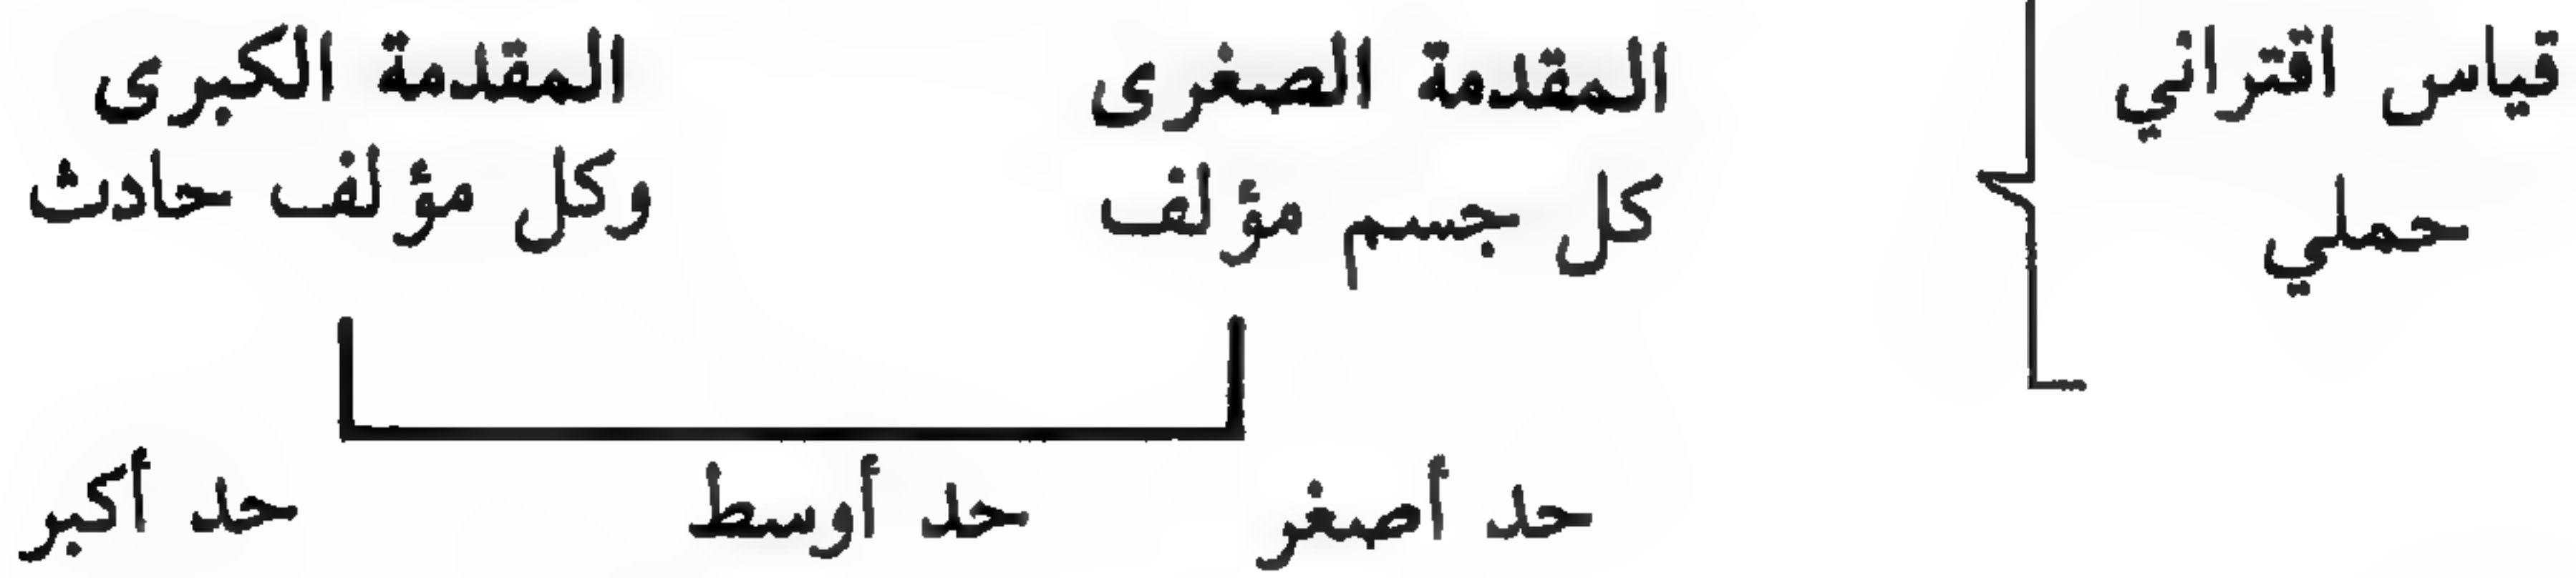 قياس اقتراني
حملي
المقدمة الصغرى
كل جسم مؤلف
المقدمة الكبرى
وكل مؤلف حادث
حد أصغر
حد أوسط
حد أكبر